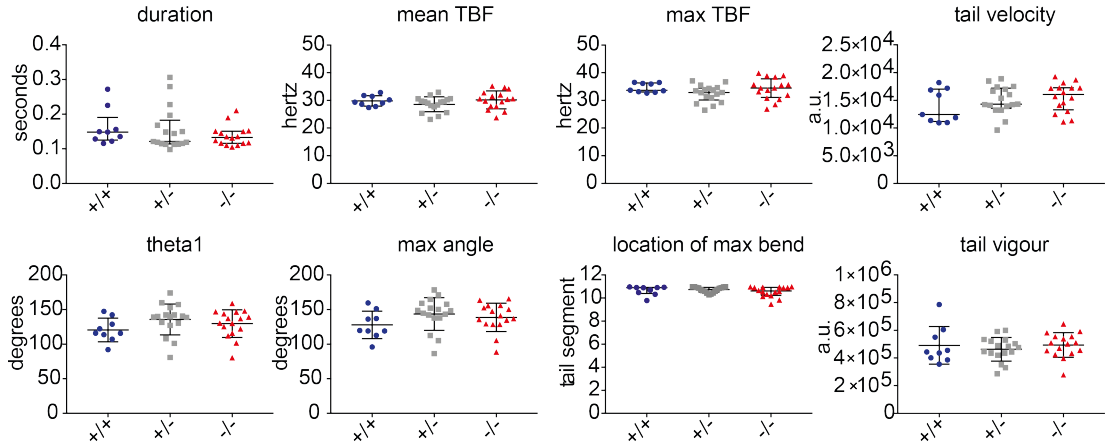 duration
seconds
0.4
0.3
0.2
0.1
0.0
+/+ +/- -/-
mean TBF
hertz
50
40
30
20
10
0
+/+ +/- -/-
max TBF
hertz
50
40
30
20
10
0
+/+ +/- -/-
tail velocity
a.u.
2.5×10⁴
2.0×10⁴
1.5×10⁴
1.0×10⁴
5.0×10³
0
+/+ +/- -/-
theta1
degrees
200
150
100
50
0
+/+ +/- -/-
max angle
degrees
200
150
100
50
0
+/+ +/- -/-
location of max bend
tail segment
12
10
8
6
4
2
0
+/+ +/- -/-
tail vigour
a.u.
1×10⁶
8×10⁵
6×10⁵
4×10⁵
2×10⁵
0
+/+ +/- -/-